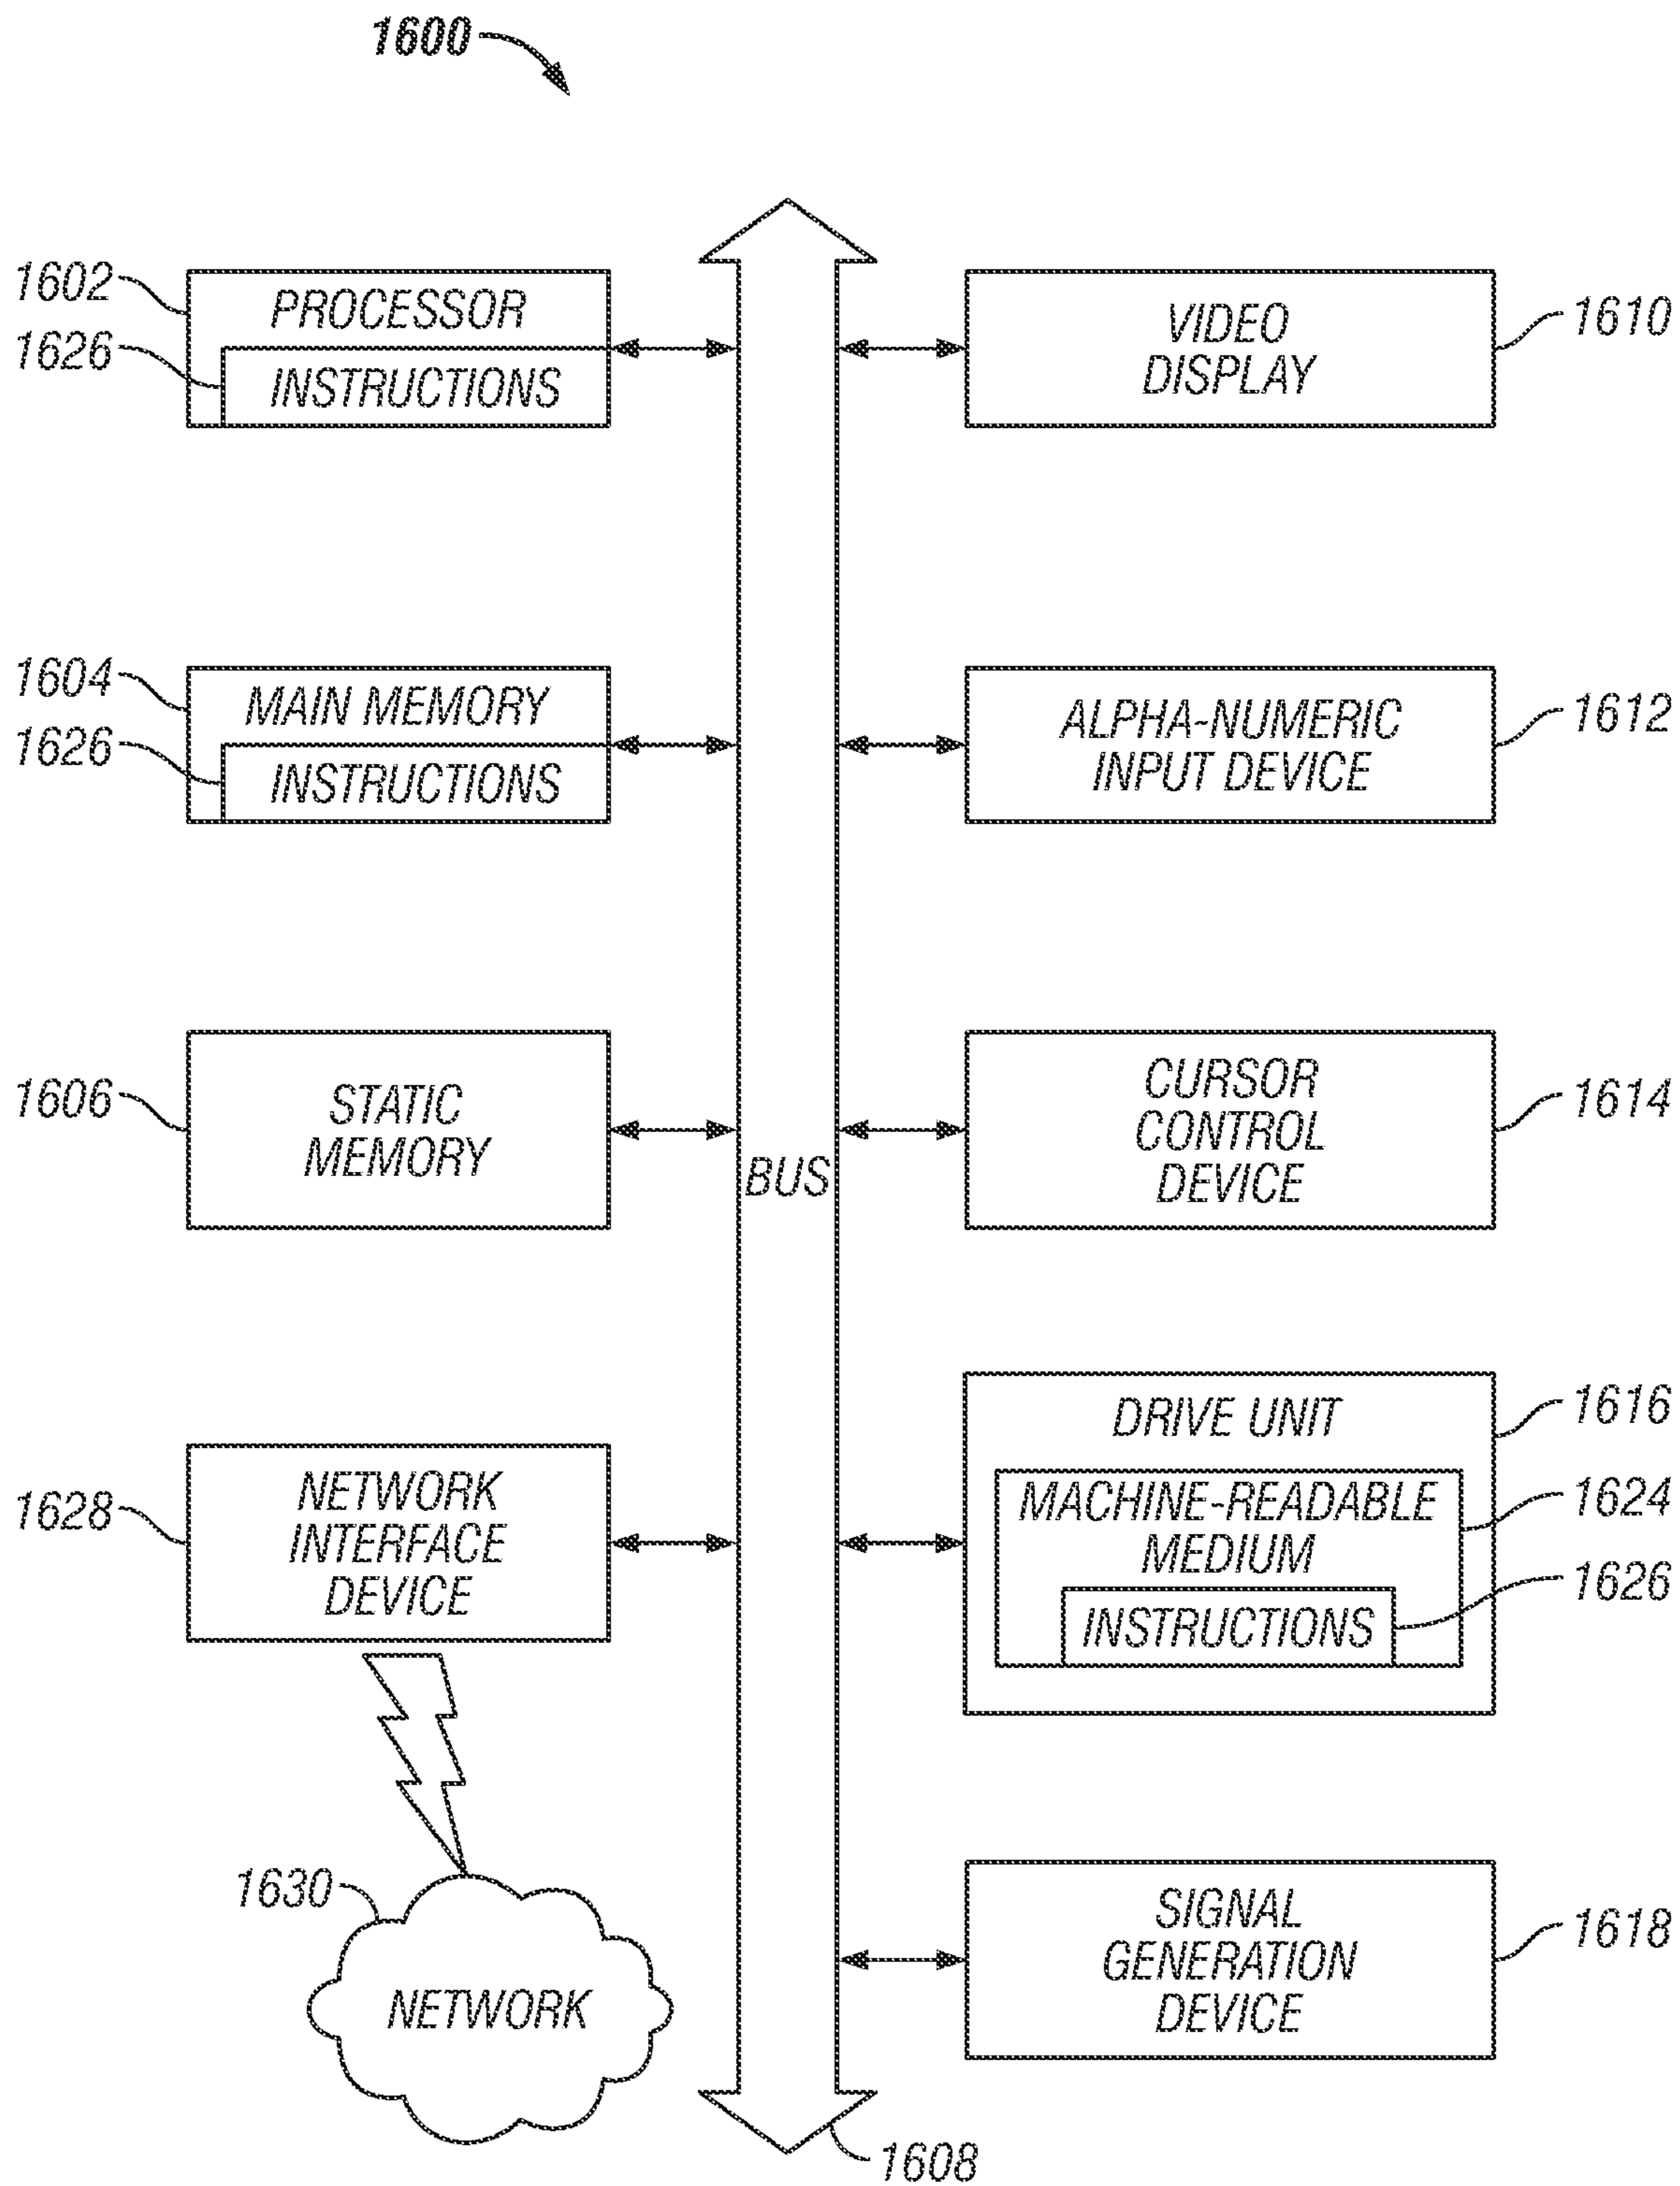 1600
1602
PROCESSOR
1626
INSTRUCTIONS
VIDEO
DISPLAY
1610
1604
MAIN MEMORY
1626
INSTRUCTIONS
ALPHA-NUMERIC
INPUT DEVICE
1612
1606
STATIC
MEMORY
BUS
CURSOR
CONTROL
DEVICE
1614
1628
NETWORK
INTERFACE
DEVICE
DRIVE UNIT
1616
MACHINE-READABLE
MEDIUM
1624
INSTRUCTIONS
1626
1630
NETWORK
SIGNAL
GENERATION
DEVICE
1618
1608